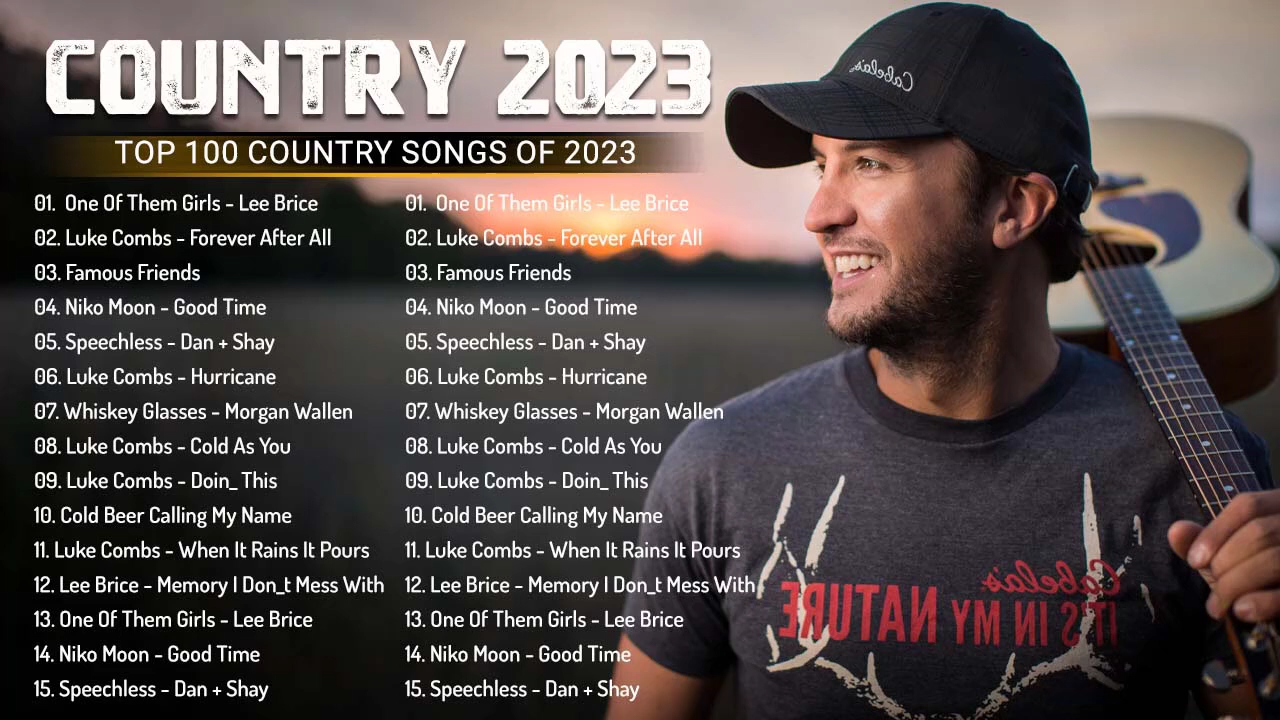 COUNTRY 2023
TOP 100 COUNTRY SONGS OF 2023
01. One Of Them Girls - Lee Brice
02. Luke Combs - Forever After All
03. Famous Friends
04. Niko Moon - Good Time
05. Speechless - Dan + Shay
06. Luke Combs - Hurricane
07. Whiskey Glasses - Morgan Wallen
08. Luke Combs - Cold As You
09. Luke Combs - Doin_ This
10. Cold Beer Calling My Name
11. Luke Combs - When It Rains It Pours
12. Lee Brice - Memory I Don_t Mess With
13. One Of Them Girls - Lee Brice
14. Niko Moon - Good Time
15. Speechless - Dan + Shay
01. One Of Them Girls - Lee Brice
02. Luke Combs - Forever After All
03. Famous Friends
04. Niko Moon - Good Time
05. Speechless - Dan + Shay
06. Luke Combs - Hurricane
07. Whiskey Glasses - Morgan Wallen
08. Luke Combs - Cold As You
09. Luke Combs - Doin_ This
10. Cold Beer Calling My Name
11. Luke Combs - When It Rains It Pours
12. Lee Brice - Memory I Don_t Mess With
13. One Of Them Girls - Lee Brice
14. Niko Moon - Good Time
15. Speechless - Dan + Shay
Cabela's
Cabela's
IT'S IN MY NATURE